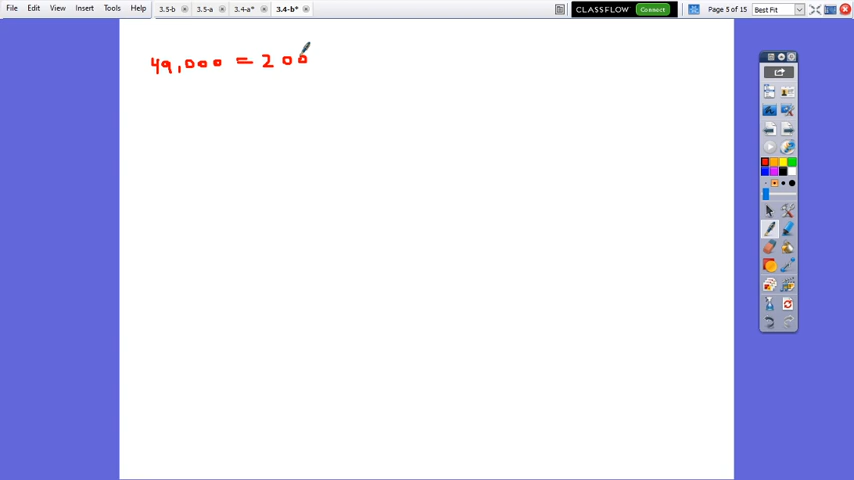 File Edit View Insert Tools Help 3.5-b 3.5-a 3.4-a* 3.4-b* CLASSFLOW Connect Page 5 of 15 Best Fit
49,000 = 200